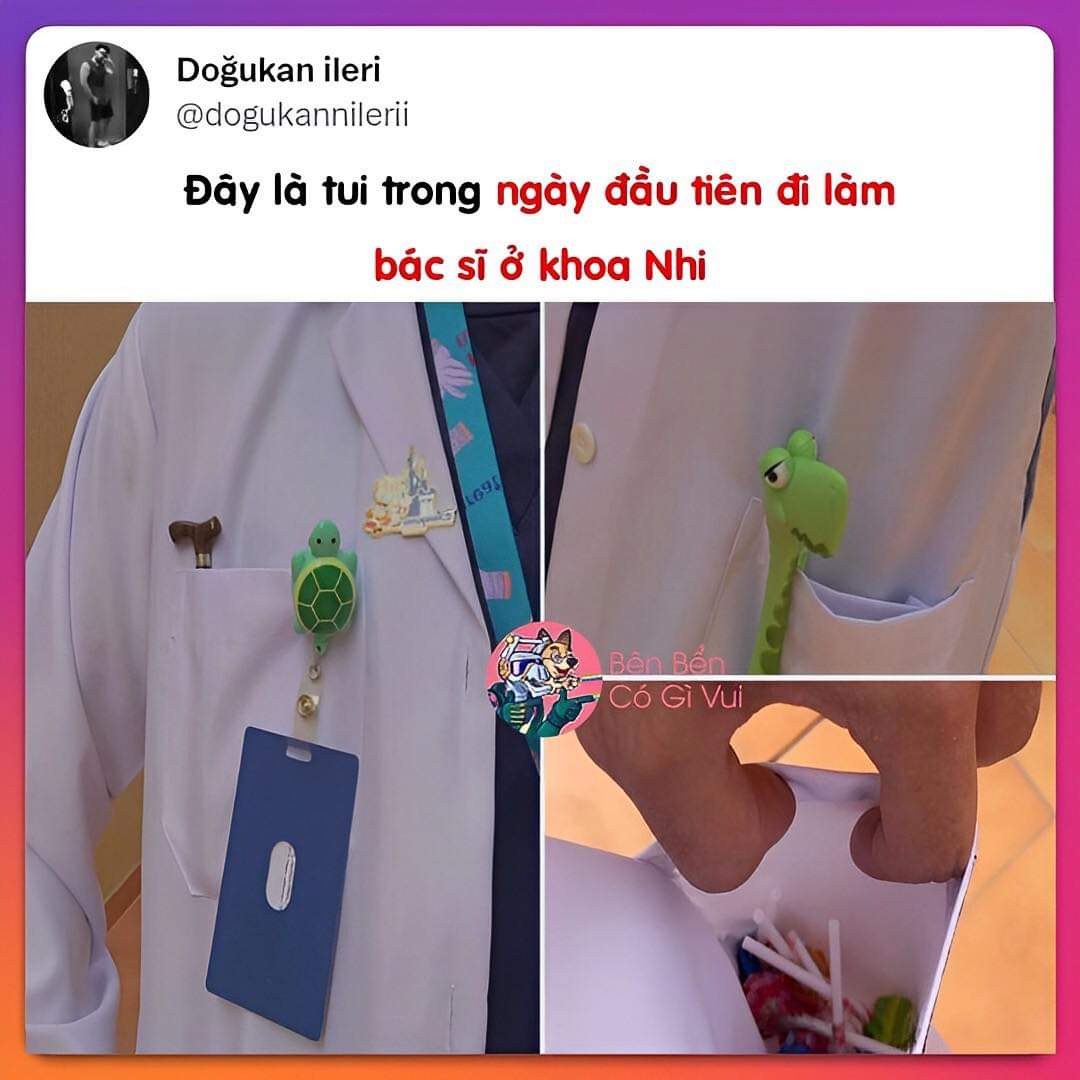 Doğukan ileri
@dogukannilerii
Đây là tui trong ngày đầu tiên đi làm
bác sĩ ở khoa Nhi
Bên Bển
Có Gì Vui